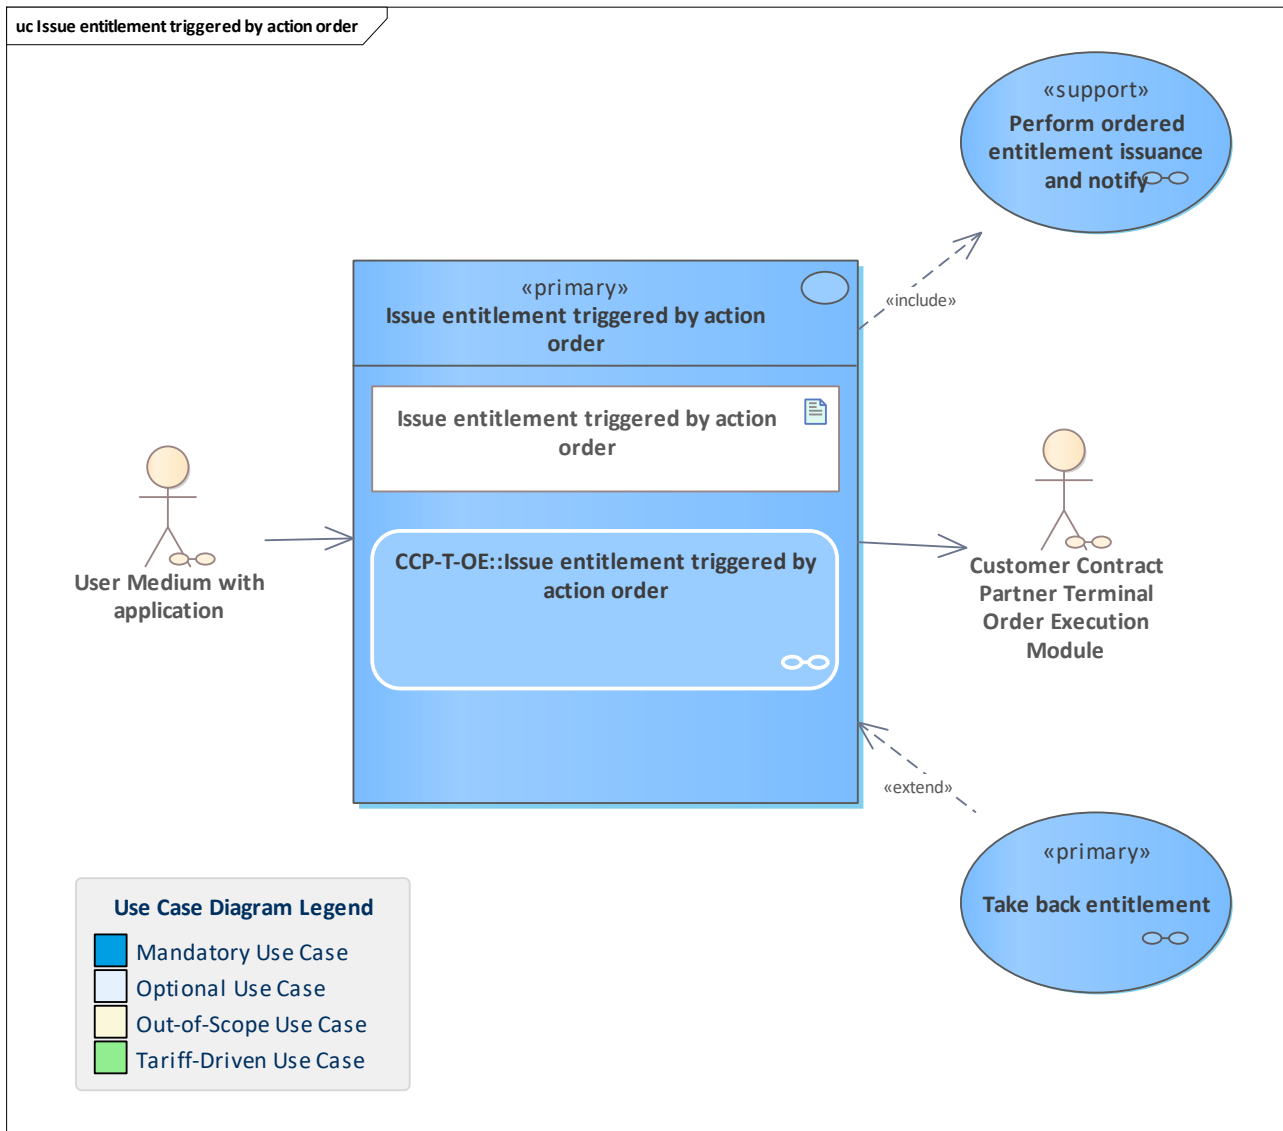 uc Issue entitlement triggered by action order
«support»
Perform ordered
entitlement issuance
and notify
«include»
«primary»
Issue entitlement triggered by action
order
Issue entitlement triggered by action
order
CCP-T-OE::Issue entitlement triggered by
action order
User Medium with
application
Customer Contract
Partner Terminal
Order Execution
Module
«extend»
«primary»
Take back entitlement
Use Case Diagram Legend
Mandatory Use Case
Optional Use Case
Out-of-Scope Use Case
Tariff-Driven Use Case